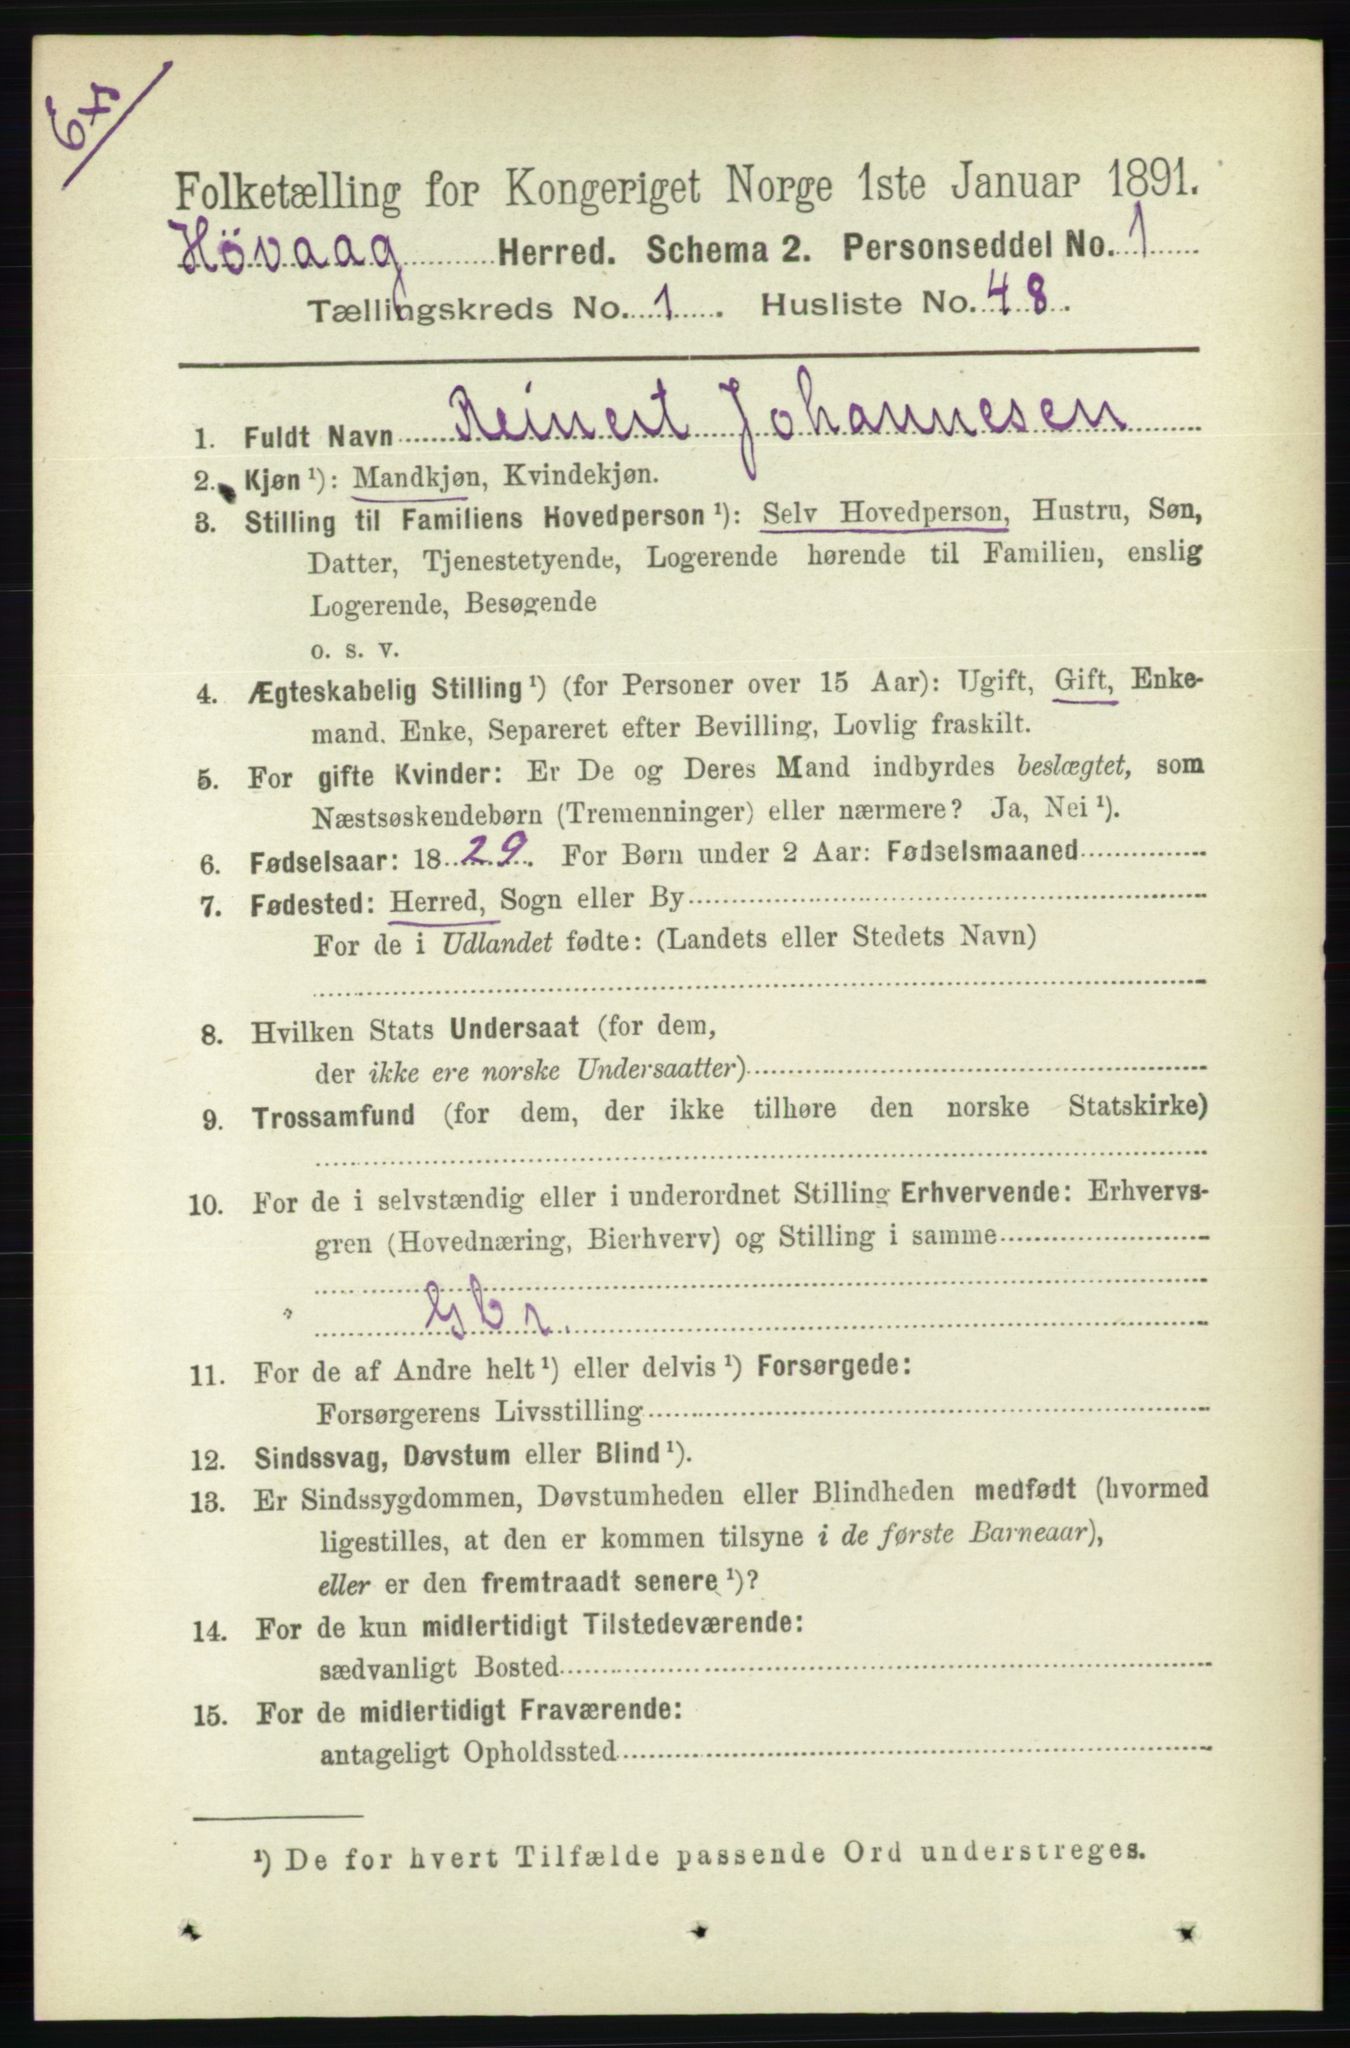 Folketælling for Kongeriget Norge 1ste Januar 1891.
Hövaag Herred. Schema 2. Personseddel No. 1
Tællingskreds No. 1. Husliste No. 48.
1. Fuldt Navn Reinert Johannesen
2. Kjøn ¹): Mandkjøn, Kvindekjøn.
3. Stilling til Familiens Hovedperson ¹): Selv Hovedperson, Hustru, Søn,
Datter, Tjenestetyende, Logerende hørende til Familien, enslig
Logerende, Besøgende
o. s. v.
4. Ægteskabelig Stilling ¹) (for Personer over 15 Aar): Ugift, Gift, Enke-
mand. Enke, Separeret efter Bevilling, Lovlig fraskilt.
5. For gifte Kvinder: Er De og Deres Mand indbyrdes beslægtet, som
Næstsøskendebørn (Tremenninger) eller nærmere? Ja, Nei ¹).
6. Fødselsaar: 1829. For Børn under 2 Aar: Fødselsmaaned
7. Fødested: Herred, Sogn eller By
For de i Udlandet fødte: (Landets eller Stedets Navn)
8. Hvilken Stats Undersaat (for dem,
der ikke ere norske Undersaatter)
9. Trossamfund (for dem, der ikke tilhøre den norske Statskirke)
10. For de i selvstændig eller i underordnet Stilling Erhvervende: Erhvervs-
gren (Hovednæring, Bierhverv) og Stilling i samme
Gbr.
11. For de af Andre helt ¹) eller delvis ¹) Forsørgede:
Forsørgerens Livsstilling
12. Sindssvag, Døvstum eller Blind ¹).
13. Er Sindssygdommen, Døvstumheden eller Blindheden medfødt (hvormed
ligestilles, at den er kommen tilsyne i de første Barneaar),
eller er den fremtraadt senere ¹)?
14. For de kun midlertidigt Tilstedeværende:
sædvanligt Bosted
15. For de midlertidigt Fraværende:
antageligt Opholdssted
¹) De for hvert Tilfælde passende Ord understreges.